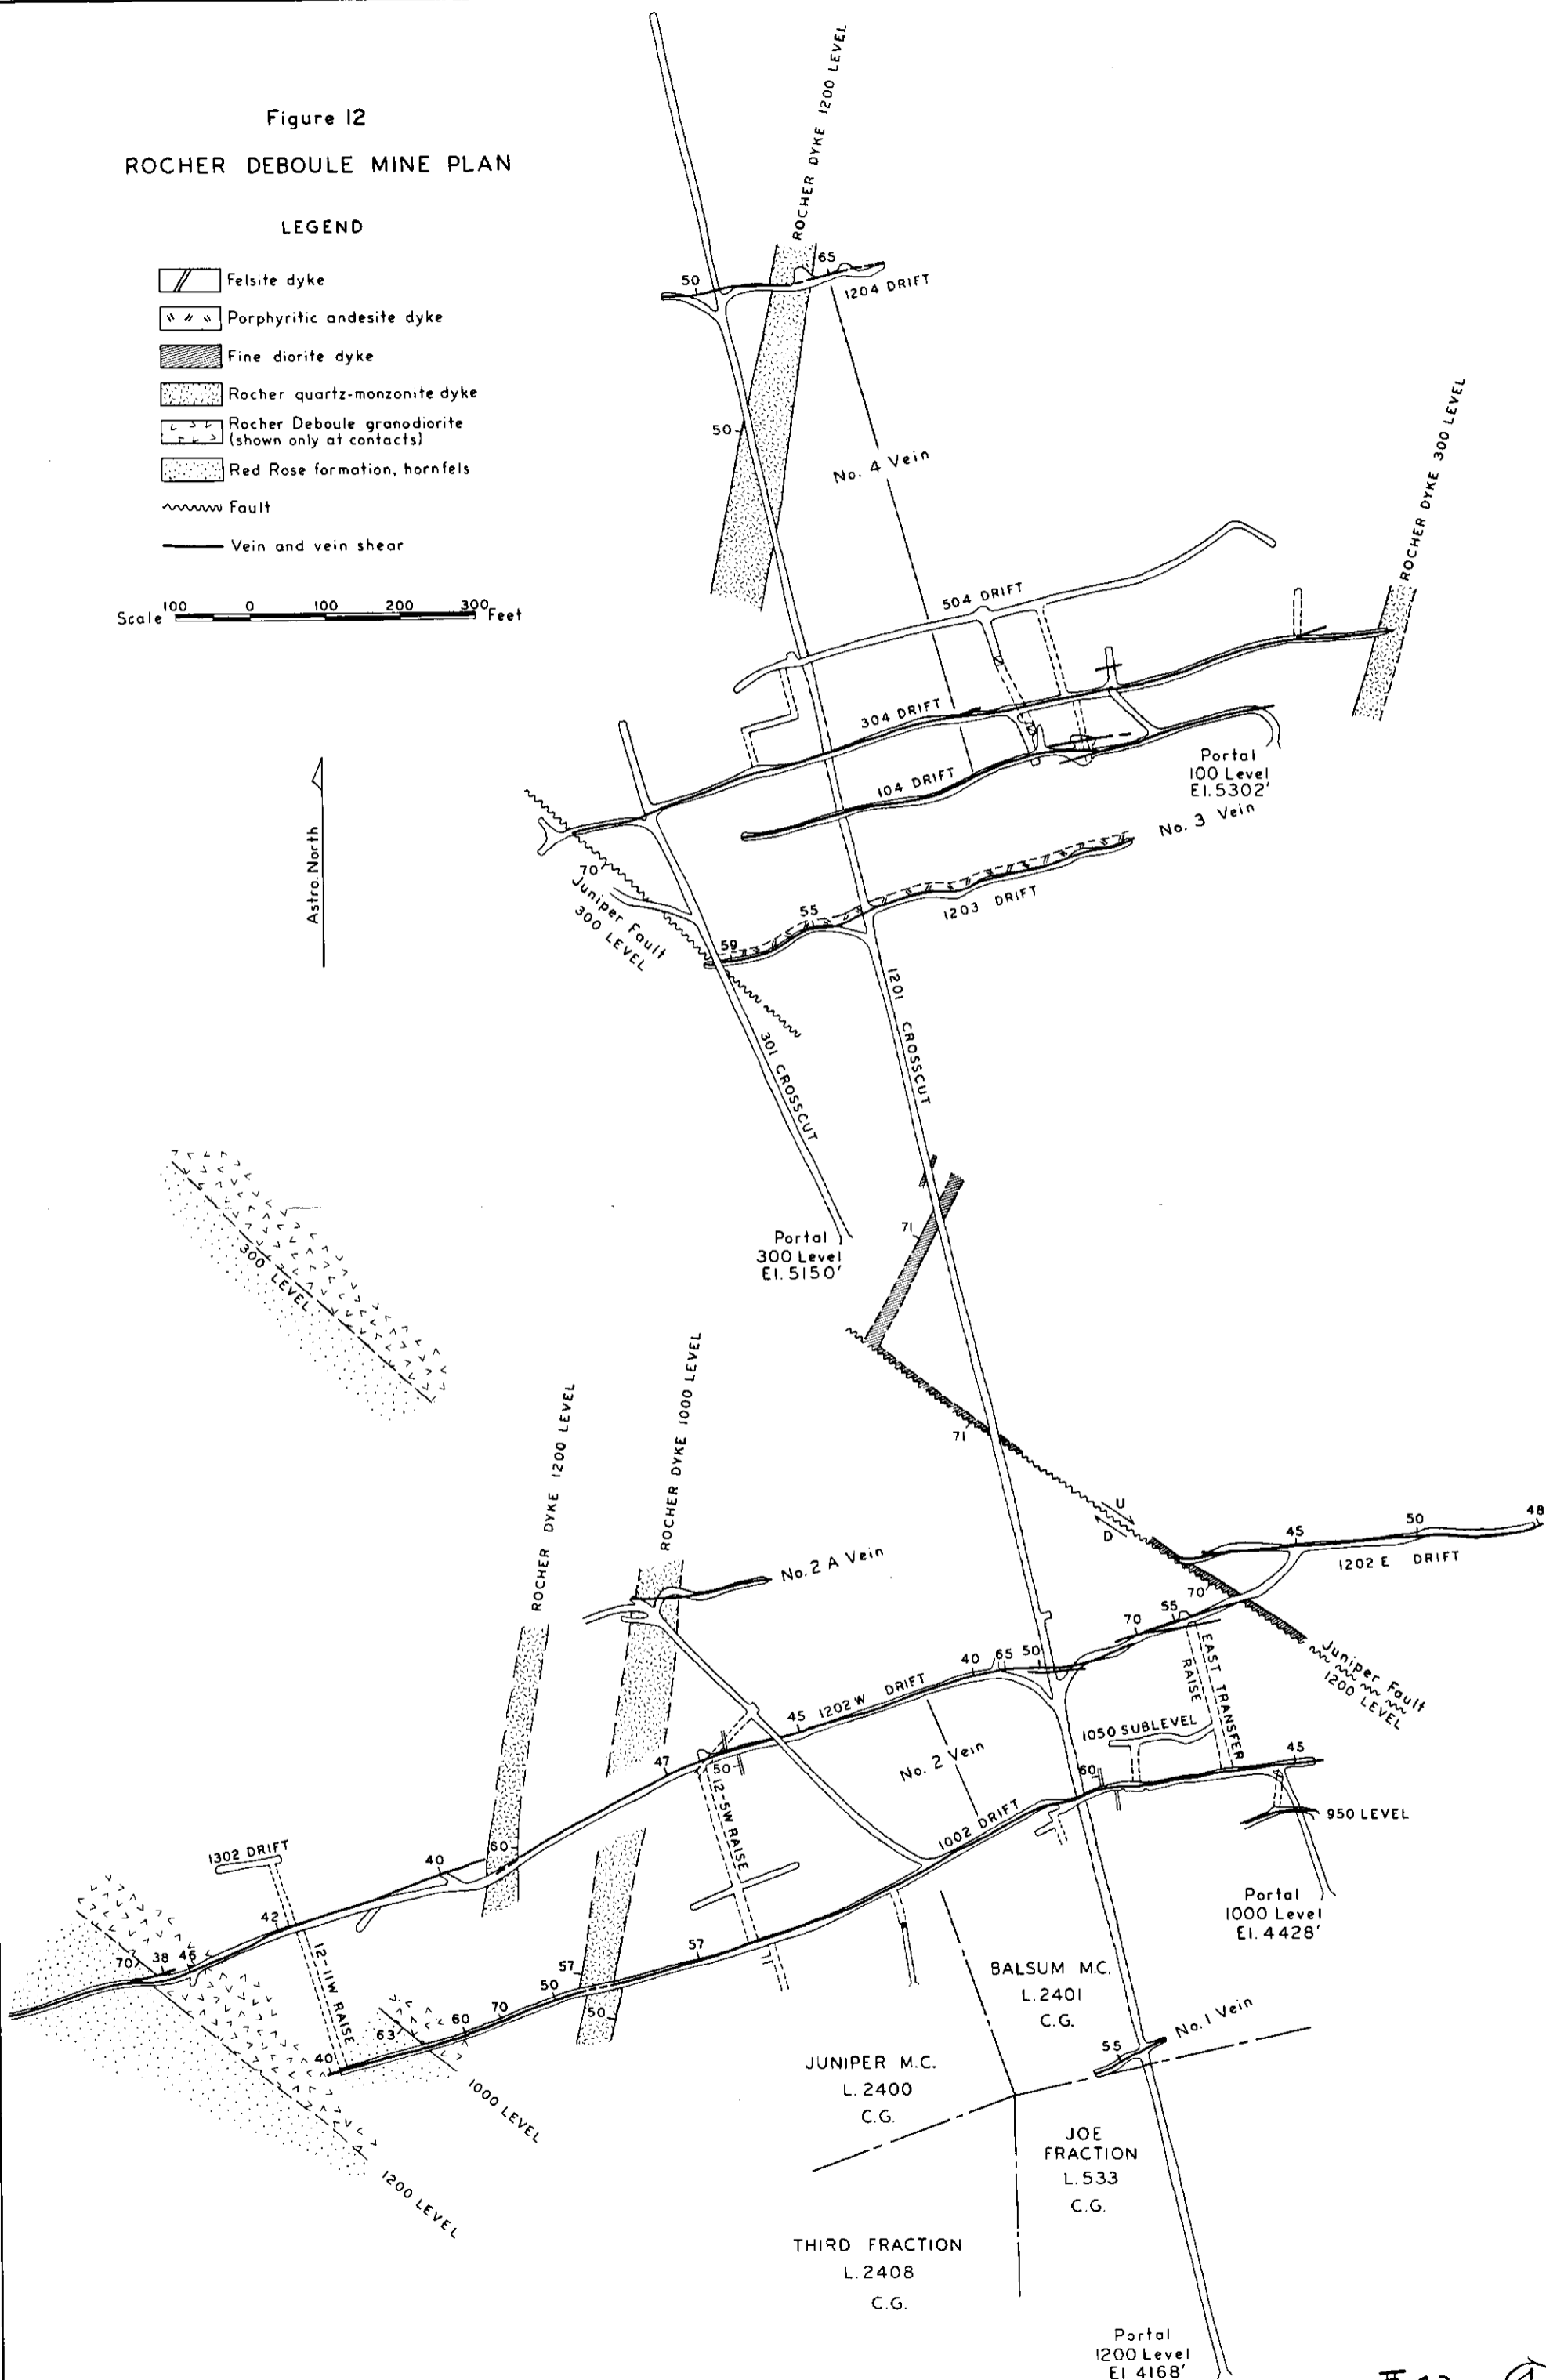 Figure 12
ROCHER DEBOULE MINE PLAN
LEGEND
Felsite dyke
Porphyritic andesite dyke
Fine diorite dyke
Rocher quartz-monzonite dyke
Rocher Deboule granodiorite
(shown only at contacts)
Red Rose formation, hornfels
Fault
Vein and vein shear
Scale 100 0 100 200 300 Feet
Astro. North
ROCHER DYKE 1200 LEVEL
50
65
1204 DRIFT
50
No. 4 Vein
ROCHER DYKE 300 LEVEL
504 DRIFT
304 DRIFT
104 DRIFT
Portal
100 Level
El. 5302'
No. 3 Vein
70
Juniper Fault
300 LEVEL
59
55
1203 DRIFT
1201 CROSSCUT
301 CROSSCUT
Portal
300 Level
El. 5150'
71
71
300 LEVEL
ROCHER DYKE 1200 LEVEL
ROCHER DYKE 1000 LEVEL
U
D
45
50
48
1202 E DRIFT
70
No. 2 A Vein
55
70
EAST TRANSFER
RAISE
Juniper Fault
1200 LEVEL
40
65
50
1202 W DRIFT
45
47
50
1050 SUBLEVEL
No. 2 Vein
60
45
12-5W RAISE
1002 DRIFT
950 LEVEL
1302 DRIFT
40
60
42
70
38
46
12-11W RAISE
57
57
50
70
60
63
50
40
Portal
1000 Level
El. 4428'
BALSUM M.C.
L. 2401
C.G.
No. 1 Vein
55
JUNIPER M.C.
L. 2400
C.G.
1000 LEVEL
1200 LEVEL
JOE
FRACTION
L. 533
C.G.
THIRD FRACTION
L. 2408
C.G.
Portal
1200 Level
El. 4168'